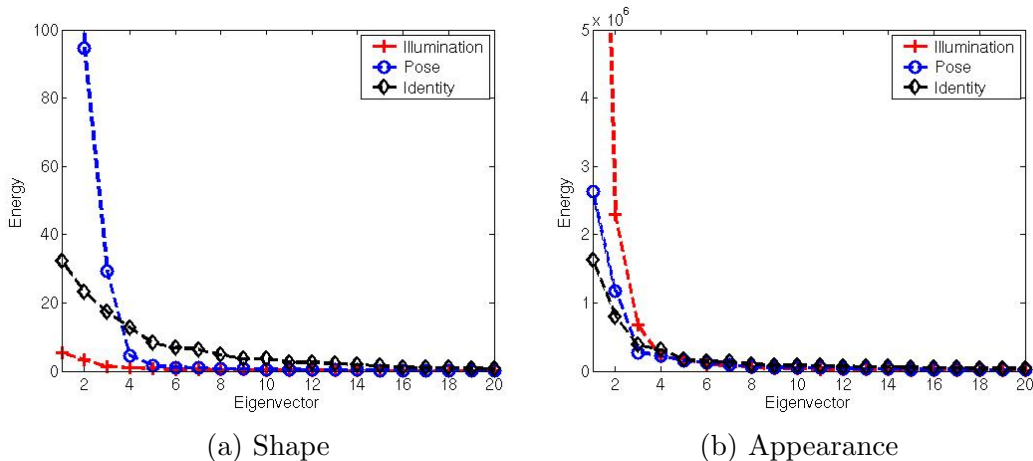 100
80
60
40
20
0
Energy
2 4 6 8 10 12 14 16 18 20
Eigenvector
Illumination
Pose
Identity
(a) Shape
5 × 10^6
4
3
2
1
0
Energy
2 4 6 8 10 12 14 16 18 20
Eigenvector
Illumination
Pose
Identity
(b) Appearance